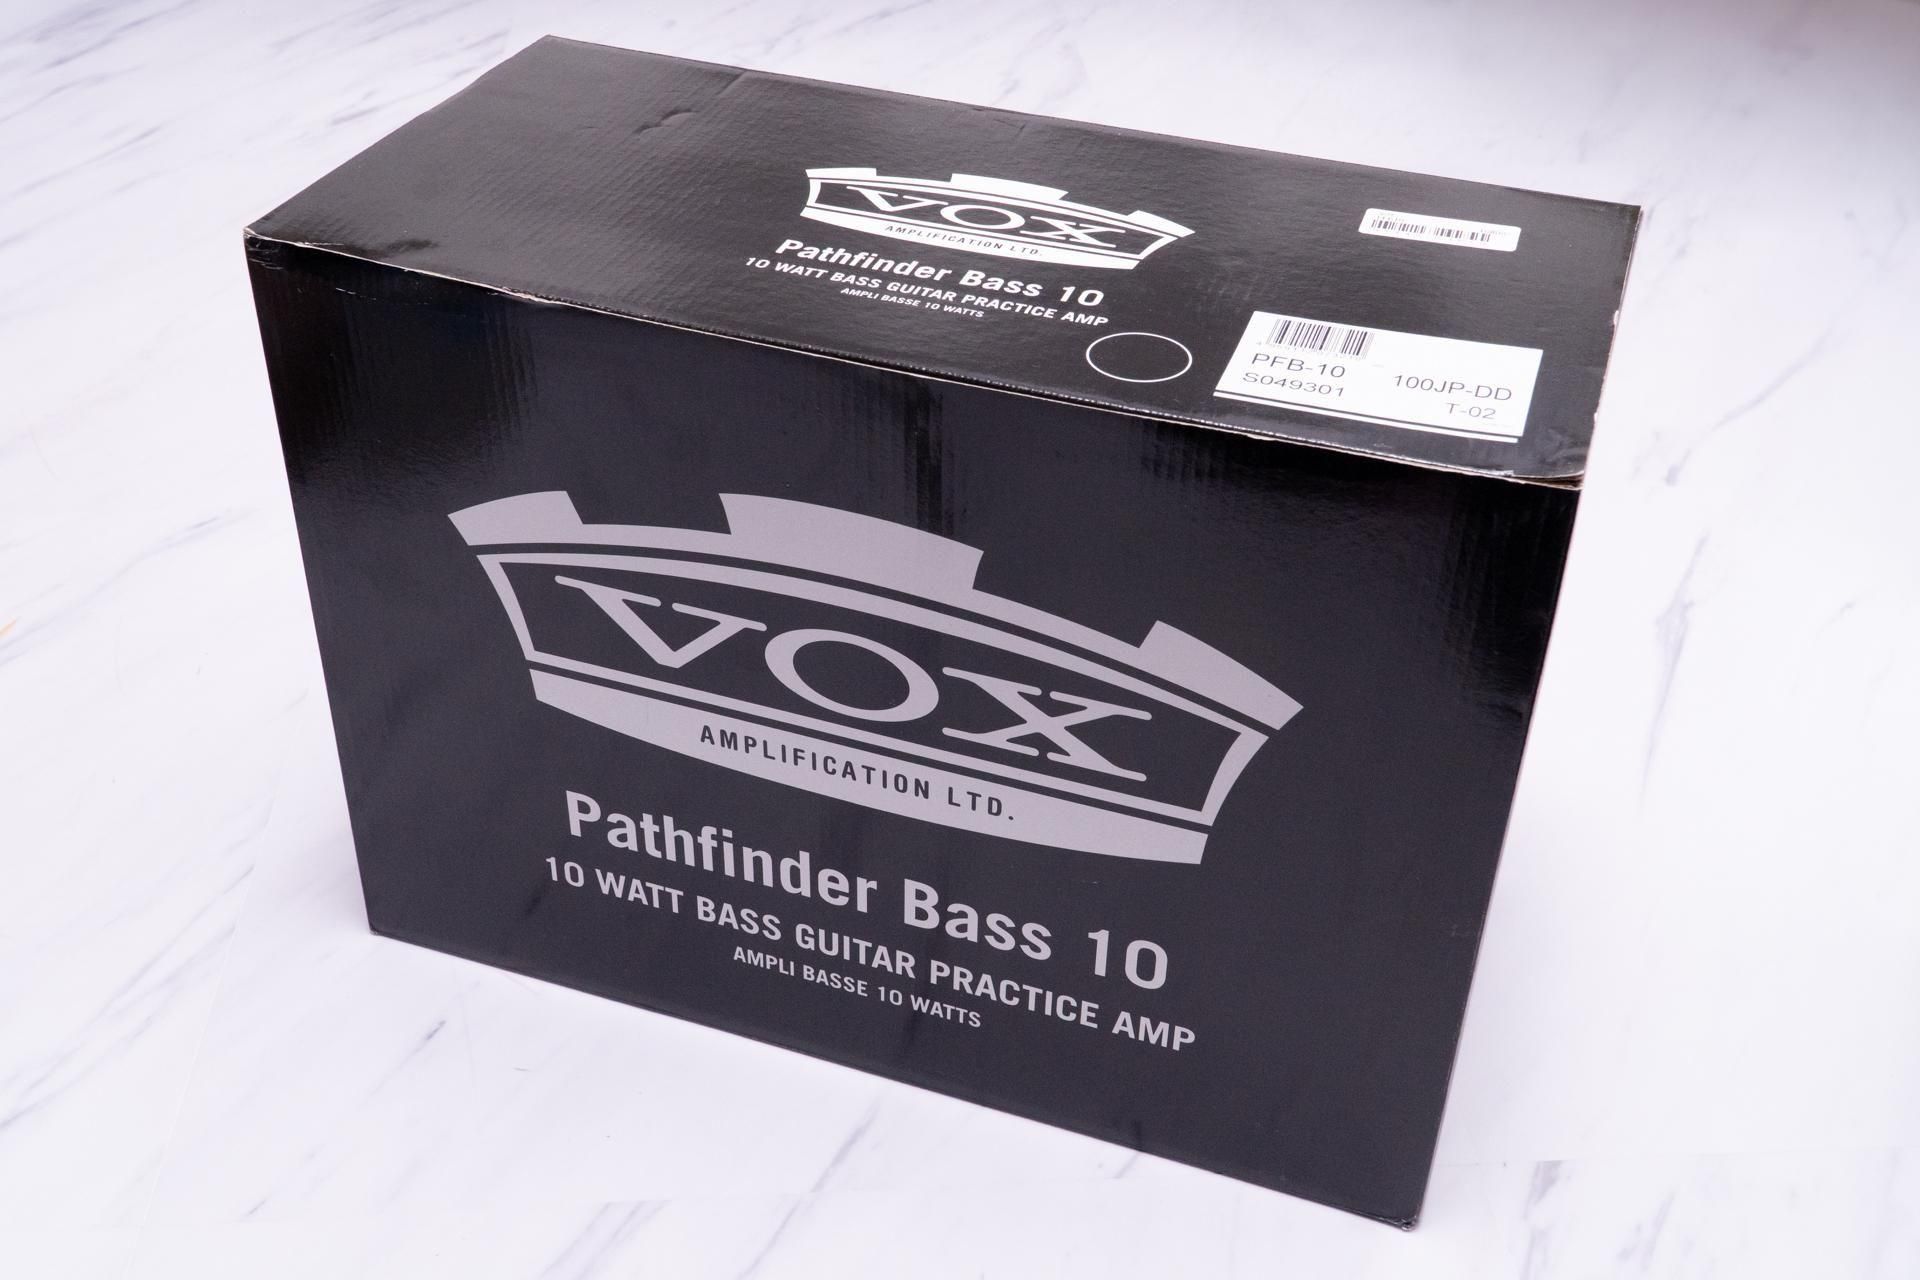 VOX
AMPLIFICATION LTD.
Pathfinder Bass 10
10 WATT BASS GUITAR PRACTICE AMP
AMPLI BASSE 10 WATTS
PFB-10 - 100JP-DD
S049301 T-02
VOX
AMPLIFICATION LTD.
Pathfinder Bass 10
10 WATT BASS GUITAR PRACTICE AMP
AMPLI BASSE 10 WATTS